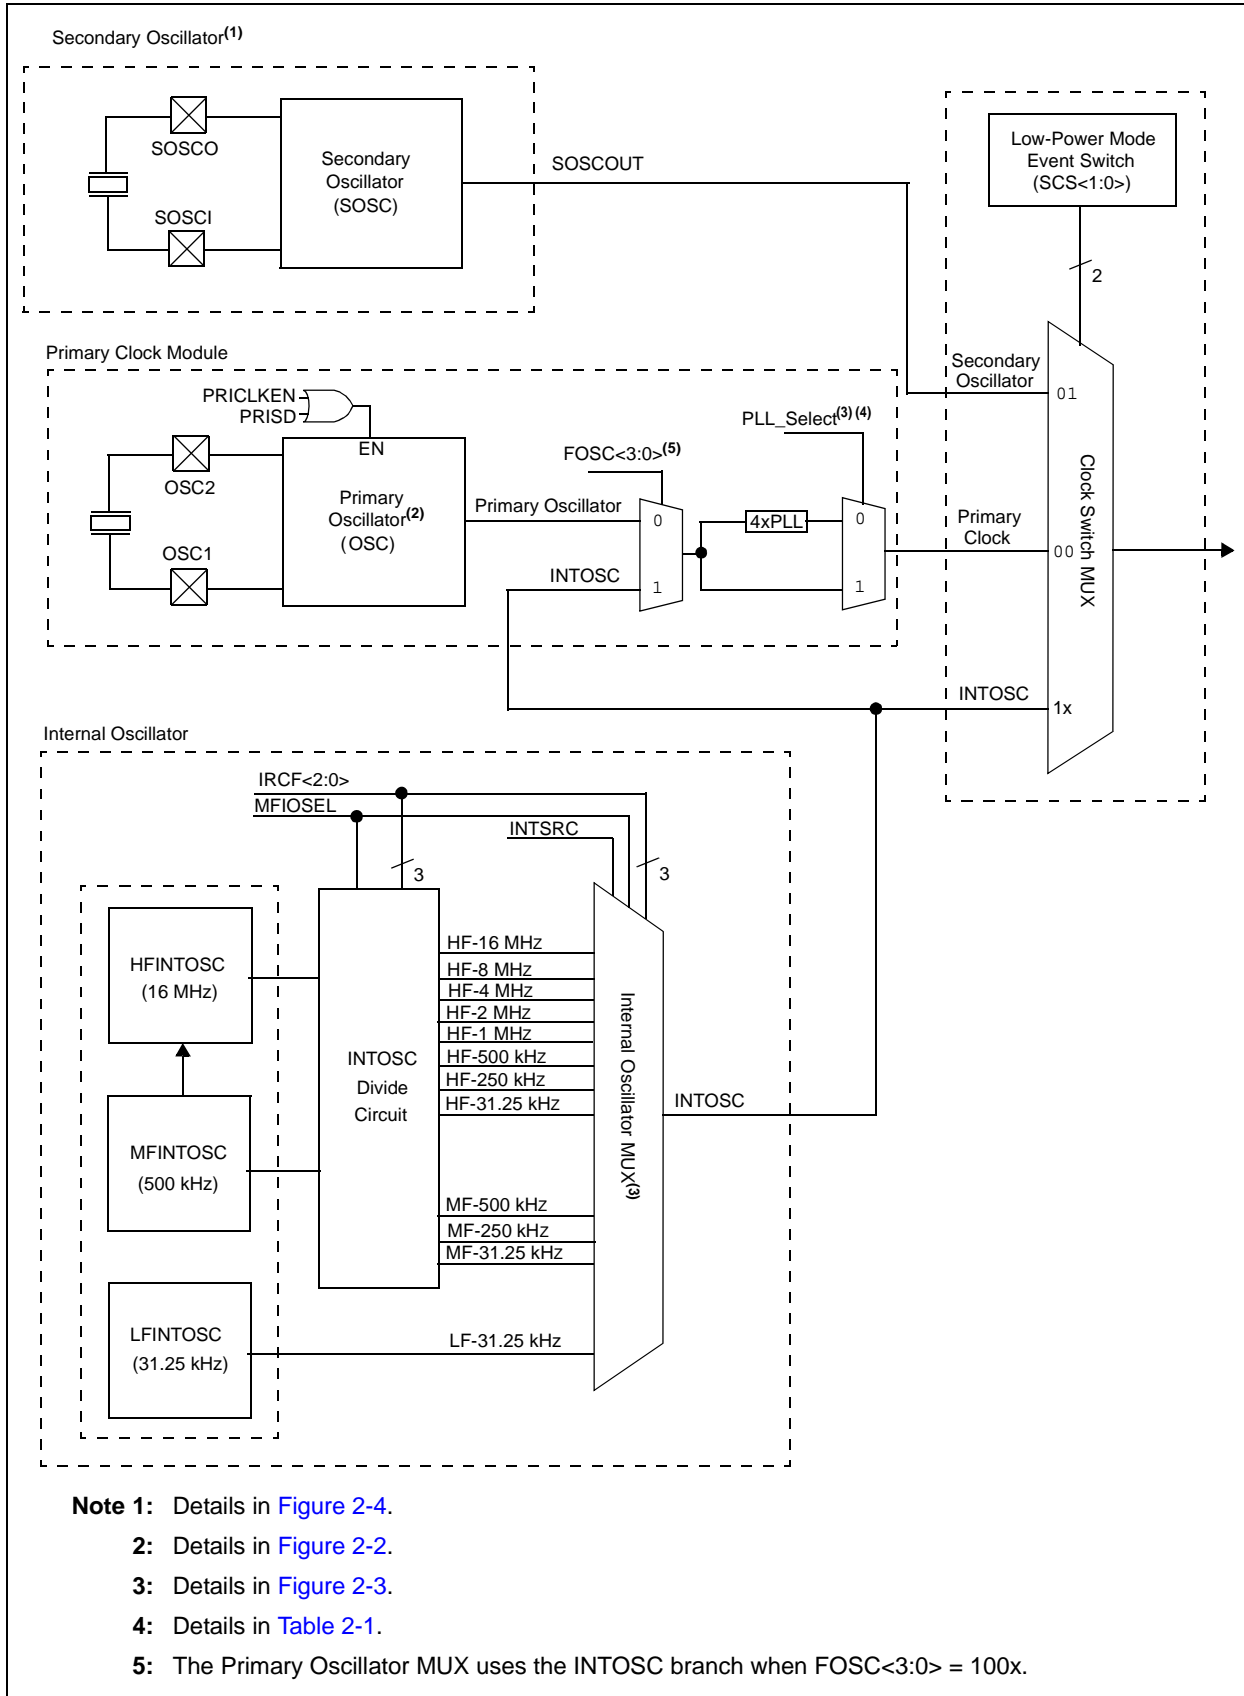 Secondary Oscillator(1)
SOSCO
SOSCI
Secondary
Oscillator
(SOSC)
SOSCOUT
Low-Power Mode
Event Switch
(SCS<1:0>)
2
Primary Clock Module
PRICLKEN
PRISD
EN
OSC2
OSC1
Primary
Oscillator(2)
(OSC)
Primary Oscillator
INTOSC
FOSC<3:0>(5)
0
1
4xPLL
PLL_Select(3) (4)
0
1
Secondary
Oscillator
01
Primary
Clock
00
INTOSC
1x
Clock Switch MUX
Internal Oscillator
IRCF<2:0>
MFIOSEL
INTSRC
3
3
HFINTOSC
(16 MHz)
MFINTOSC
(500 kHz)
LFINTOSC
(31.25 kHz)
INTOSC
Divide
Circuit
HF-16 MHz
HF-8 MHz
HF-4 MHz
HF-2 MHz
HF-1 MHz
HF-500 kHz
HF-250 kHz
HF-31.25 kHz
MF-500 kHz
MF-250 kHz
MF-31.25 kHz
LF-31.25 kHz
Internal Oscillator MUX(3)
INTOSC
Note 1: Details in Figure 2-4.
2: Details in Figure 2-2.
3: Details in Figure 2-3.
4: Details in Table 2-1.
5: The Primary Oscillator MUX uses the INTOSC branch when FOSC<3:0> = 100x.